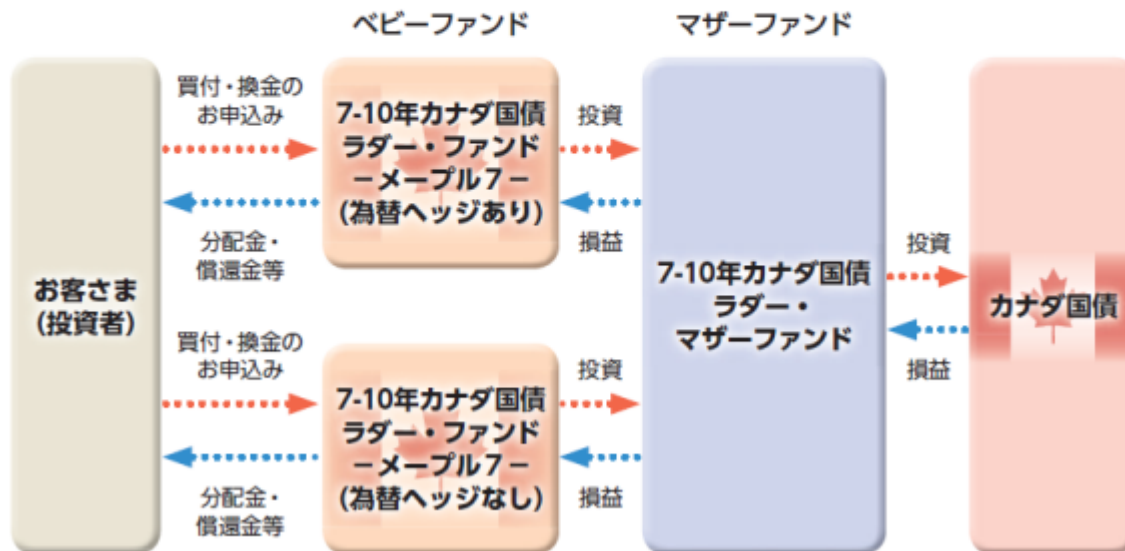 ベビーファンド
マザーファンド
お客さま
(投資者)
買付・換金の
お申込み
分配金・
償還金等
7-10年カナダ国債
ラダー・ファンド
－メープル７－
(為替ヘッジあり)
投資
損益
買付・換金の
お申込み
分配金・
償還金等
7-10年カナダ国債
ラダー・ファンド
－メープル７－
(為替ヘッジなし)
投資
損益
7-10年カナダ国債
ラダー・
マザーファンド
投資
損益
カナダ国債